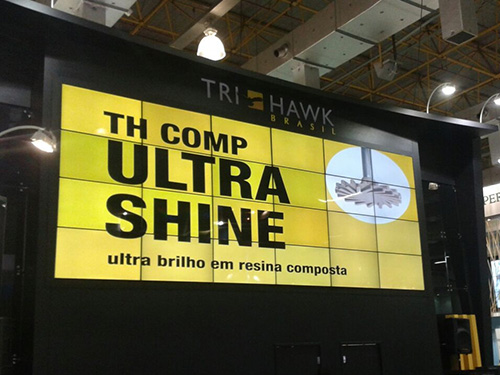 TRI HAWK
BRASIL
TH COMP
ULTRA
SHINE
ultra brilho em resina composta